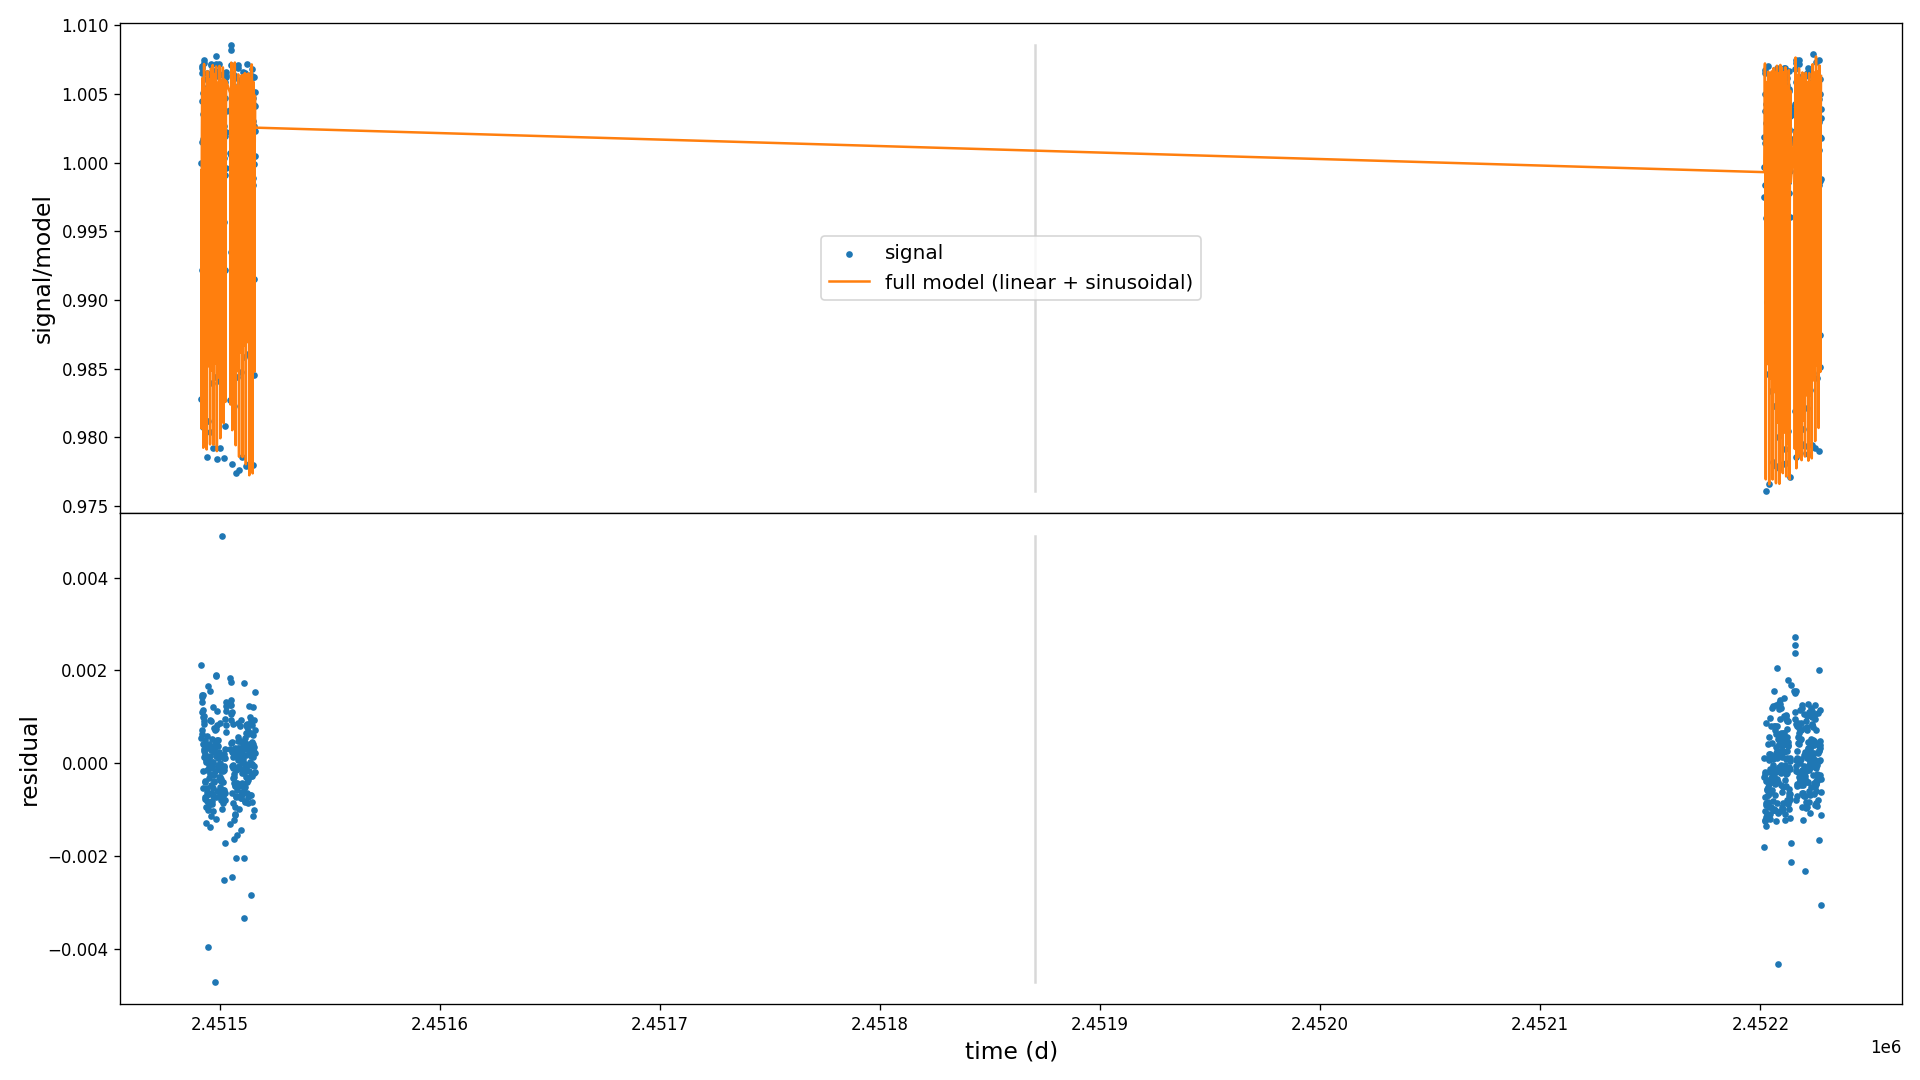 1.010
1.005
1.000
0.995
0.990
0.985
0.980
0.975
signal/model
signal
full model (linear + sinusoidal)
0.004
0.002
0.000
−0.002
−0.004
residual
2.4515 2.4516 2.4517 2.4518 2.4519 2.4520 2.4521 2.4522
1e6
time (d)